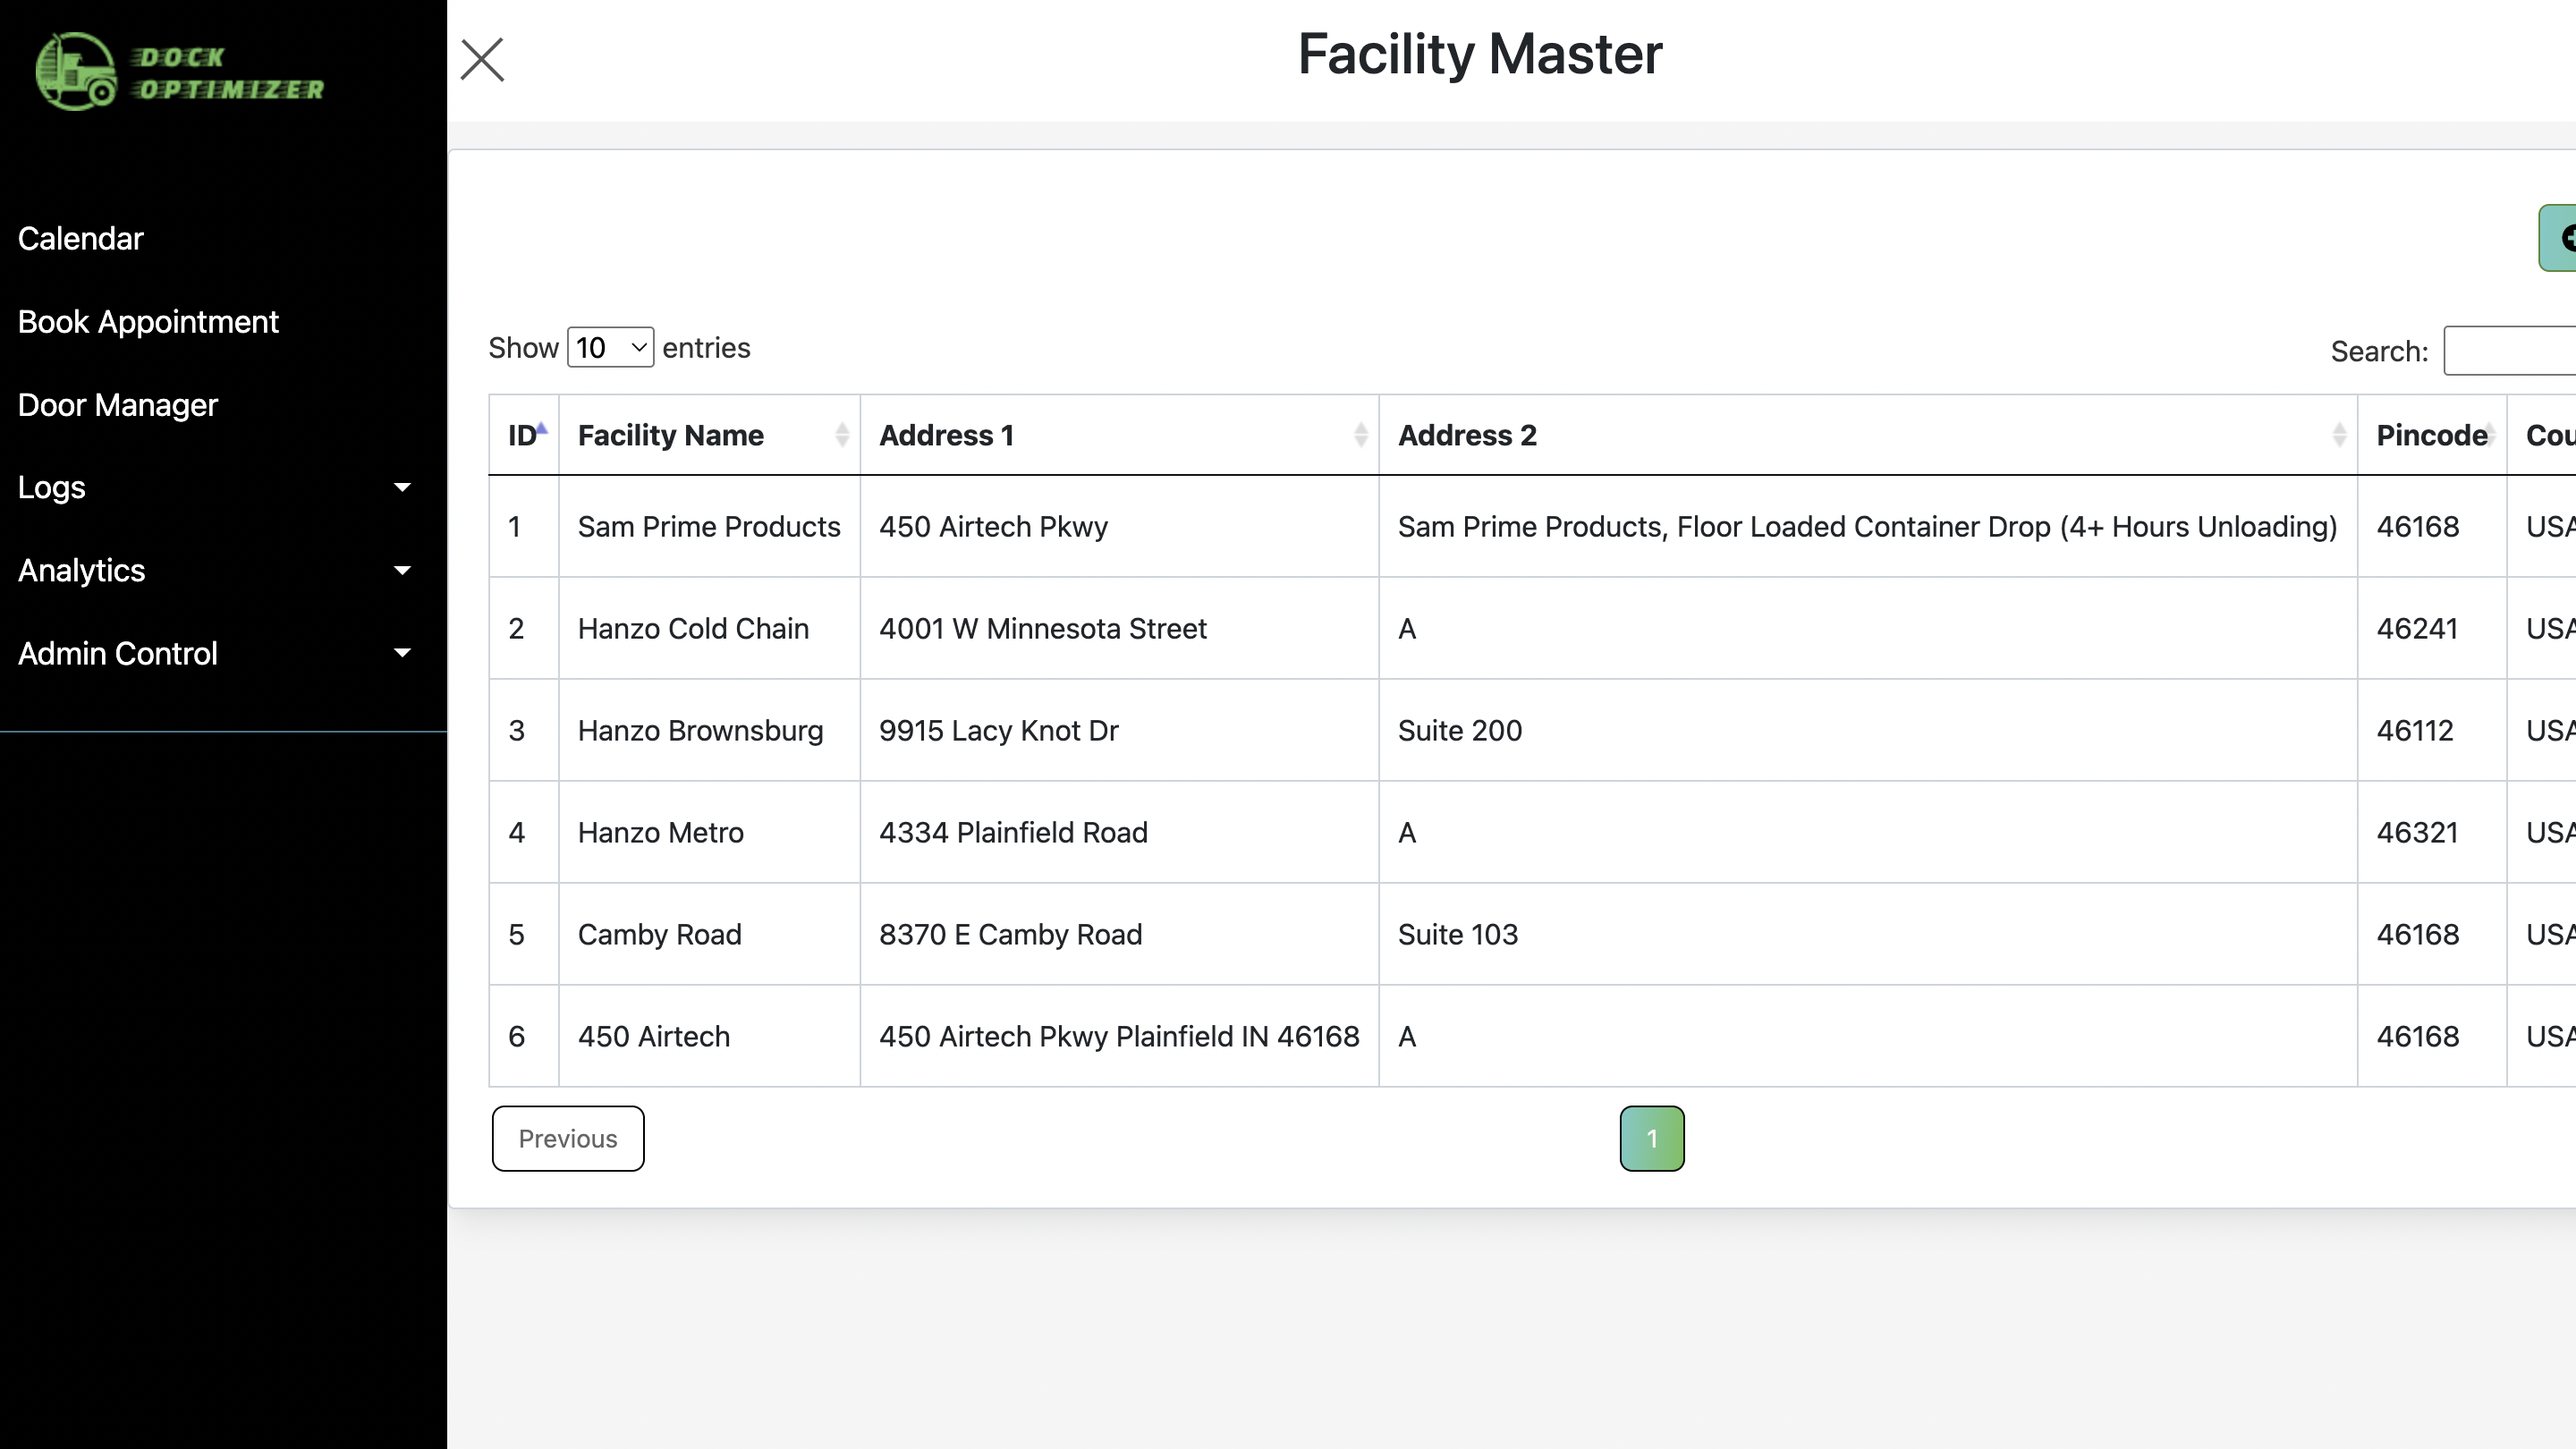 DOCK
OPTIMIZER
Facility Master
Calendar
Book Appointment
Door Manager
Logs
Analytics
Admin Control
Show 10 entries
Search:
ID Facility Name Address 1 Address 2 Pincode Cou
1 Sam Prime Products 450 Airtech Pkwy Sam Prime Products, Floor Loaded Container Drop (4+ Hours Unloading) 46168 USA
2 Hanzo Cold Chain 4001 W Minnesota Street A 46241 USA
3 Hanzo Brownsburg 9915 Lacy Knot Dr Suite 200 46112 USA
4 Hanzo Metro 4334 Plainfield Road A 46321 USA
5 Camby Road 8370 E Camby Road Suite 103 46168 USA
6 450 Airtech 450 Airtech Pkwy Plainfield IN 46168 A 46168 USA
Previous 1